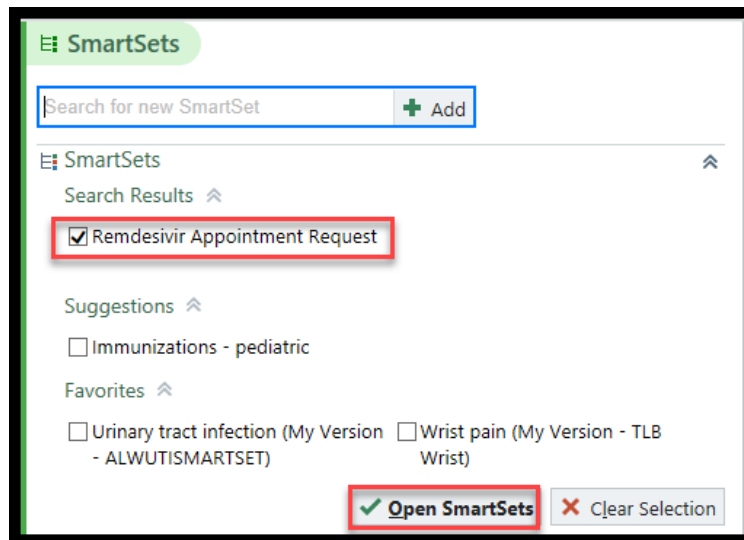 SmartSets
Search for new SmartSet
Add
SmartSets
Search Results
Remdesivir Appointment Request
Suggestions
Immunizations - pediatric
Favorites
Urinary tract infection (My Version
- ALWUTISMARTSET)
Wrist pain (My Version - TLB
Wrist)
Open SmartSets
Clear Selection